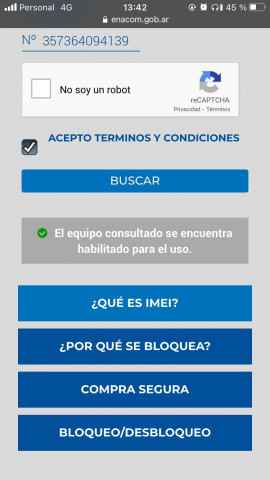 Personal 4G 13:42 45 %
enacom.gob.ar
Nº 357364094139
No soy un robot
reCAPTCHA
Privacidad - Términos
ACEPTO TERMINOS Y CONDICIONES
BUSCAR
El equipo consultado se encuentra
habilitado para el uso.
¿QUÉ ES IMEI?
¿POR QUÉ SE BLOQUEA?
COMPRA SEGURA
BLOQUEO/DESBLOQUEO